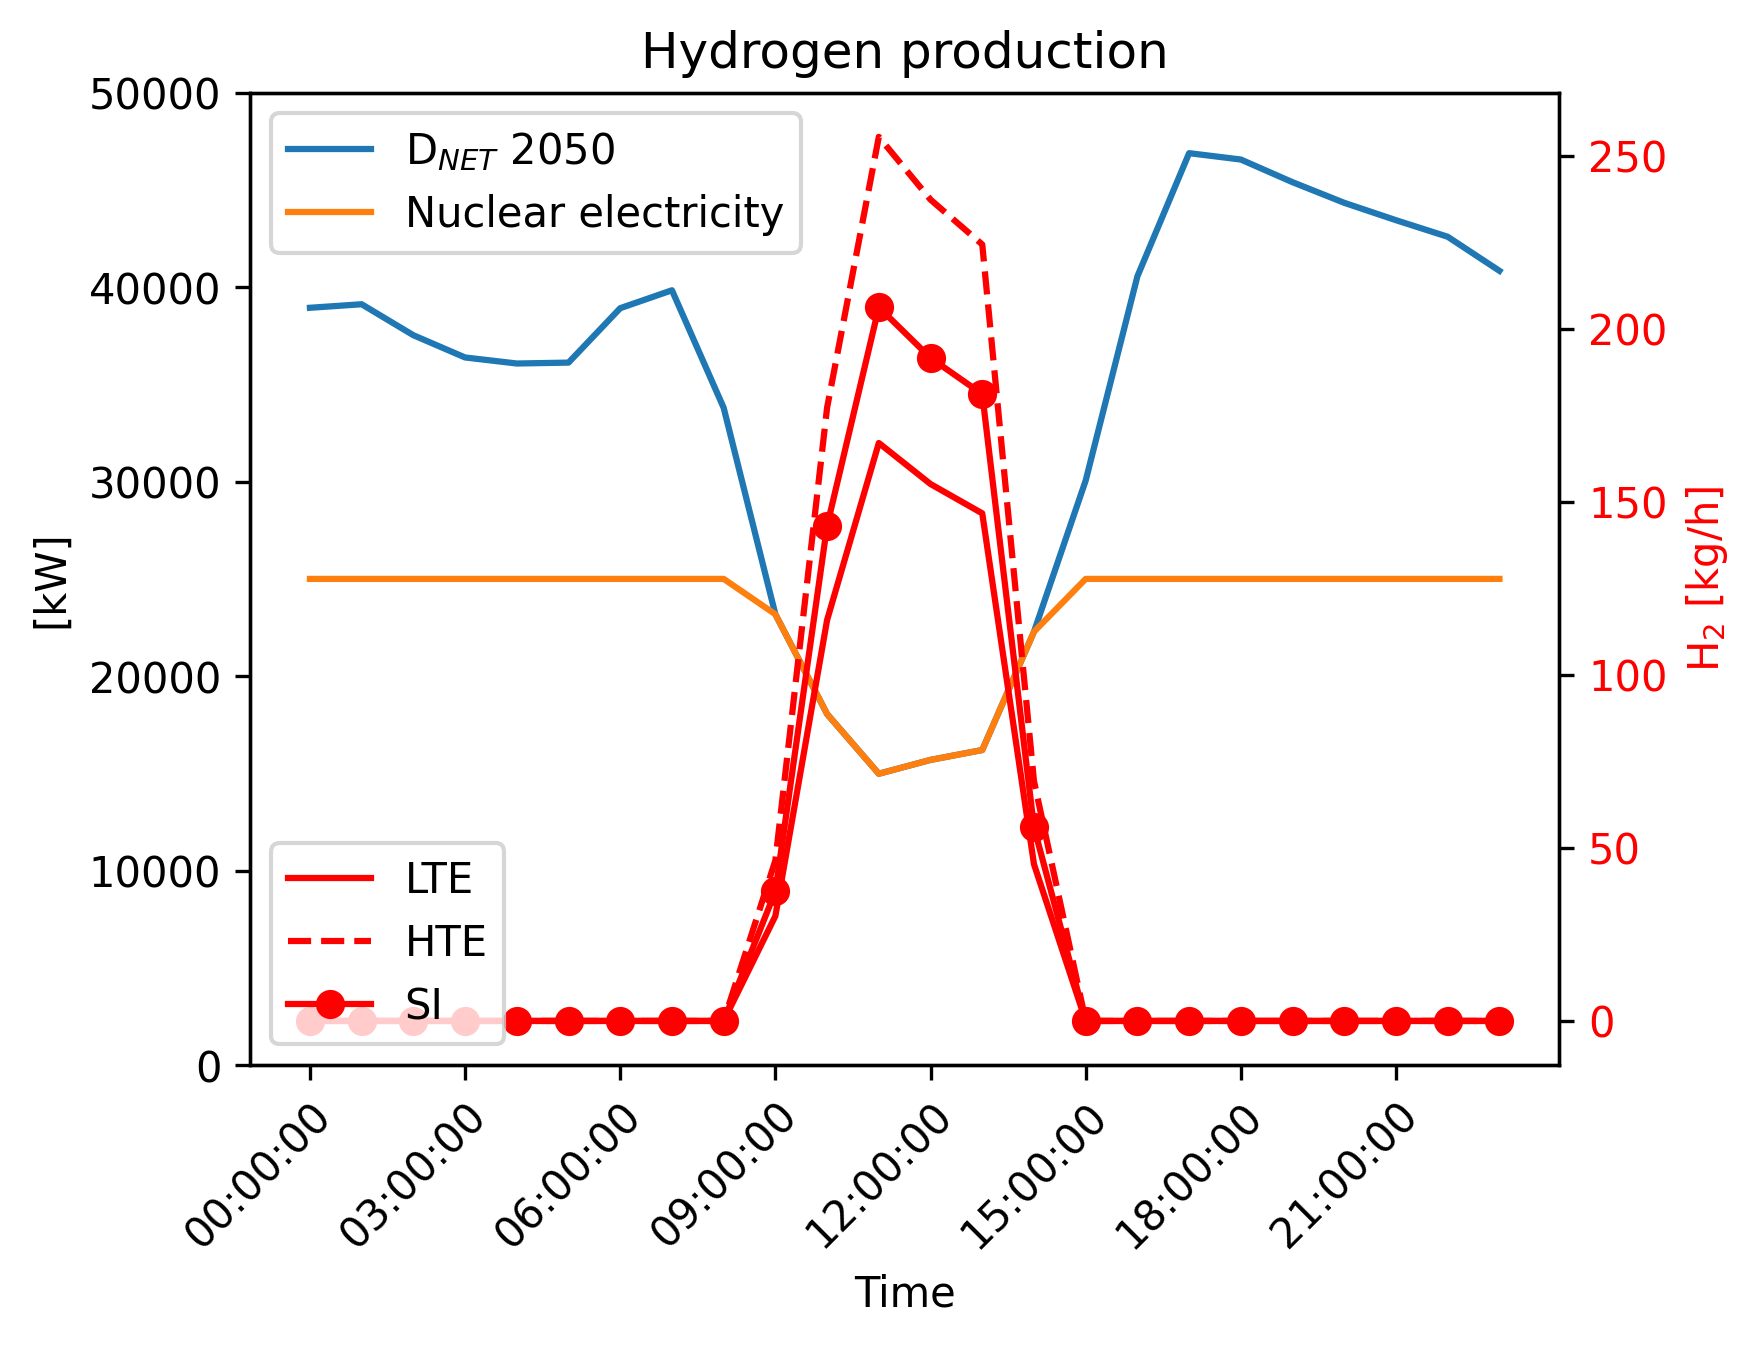 Hydrogen production
50000
40000
30000
20000
10000
0
[kW]
D_NET 2050
Nuclear electricity
LTE
HTE
SI
250
200
150
100
50
0
H₂ [kg/h]
00:00:00
03:00:00
06:00:00
09:00:00
12:00:00
15:00:00
18:00:00
21:00:00
Time